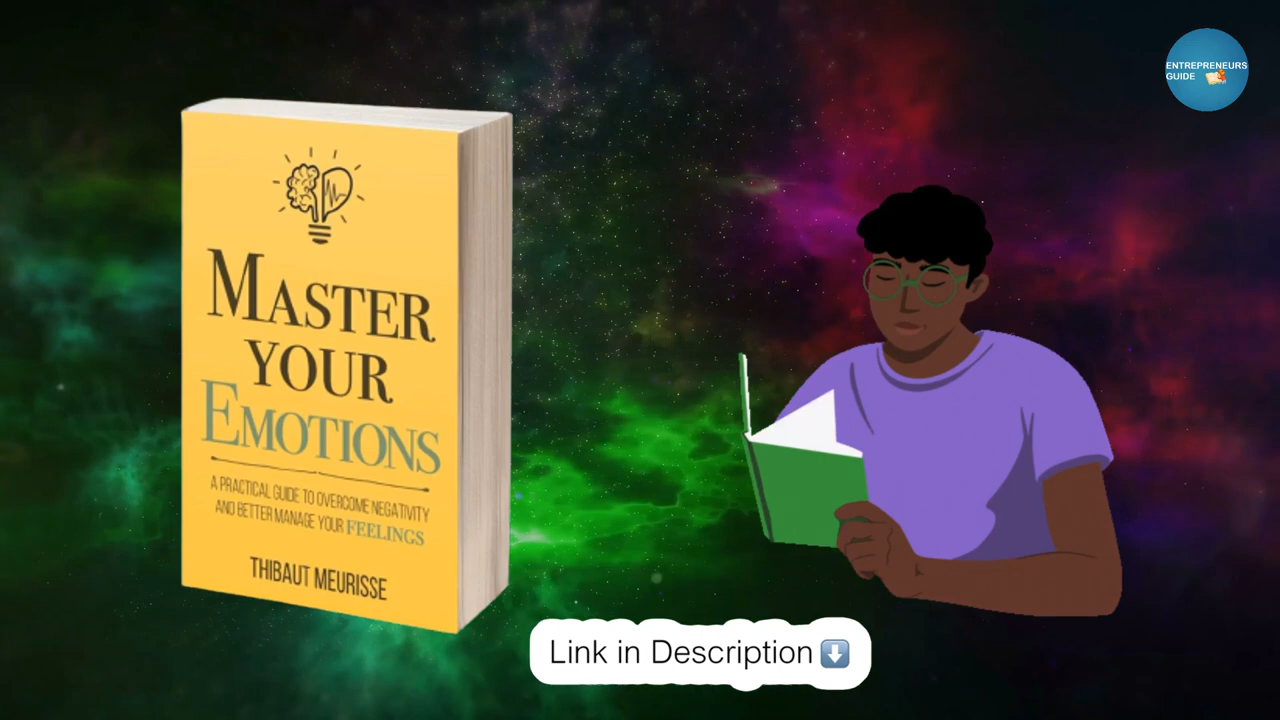 ENTREPRENEURS
GUIDE
MASTER
YOUR
EMOTIONS
A PRACTICAL GUIDE TO OVERCOME NEGATIVITY
AND BETTER MANAGE YOUR FEELINGS
THIBAUT MEURISSE
Link in Description ⬇️